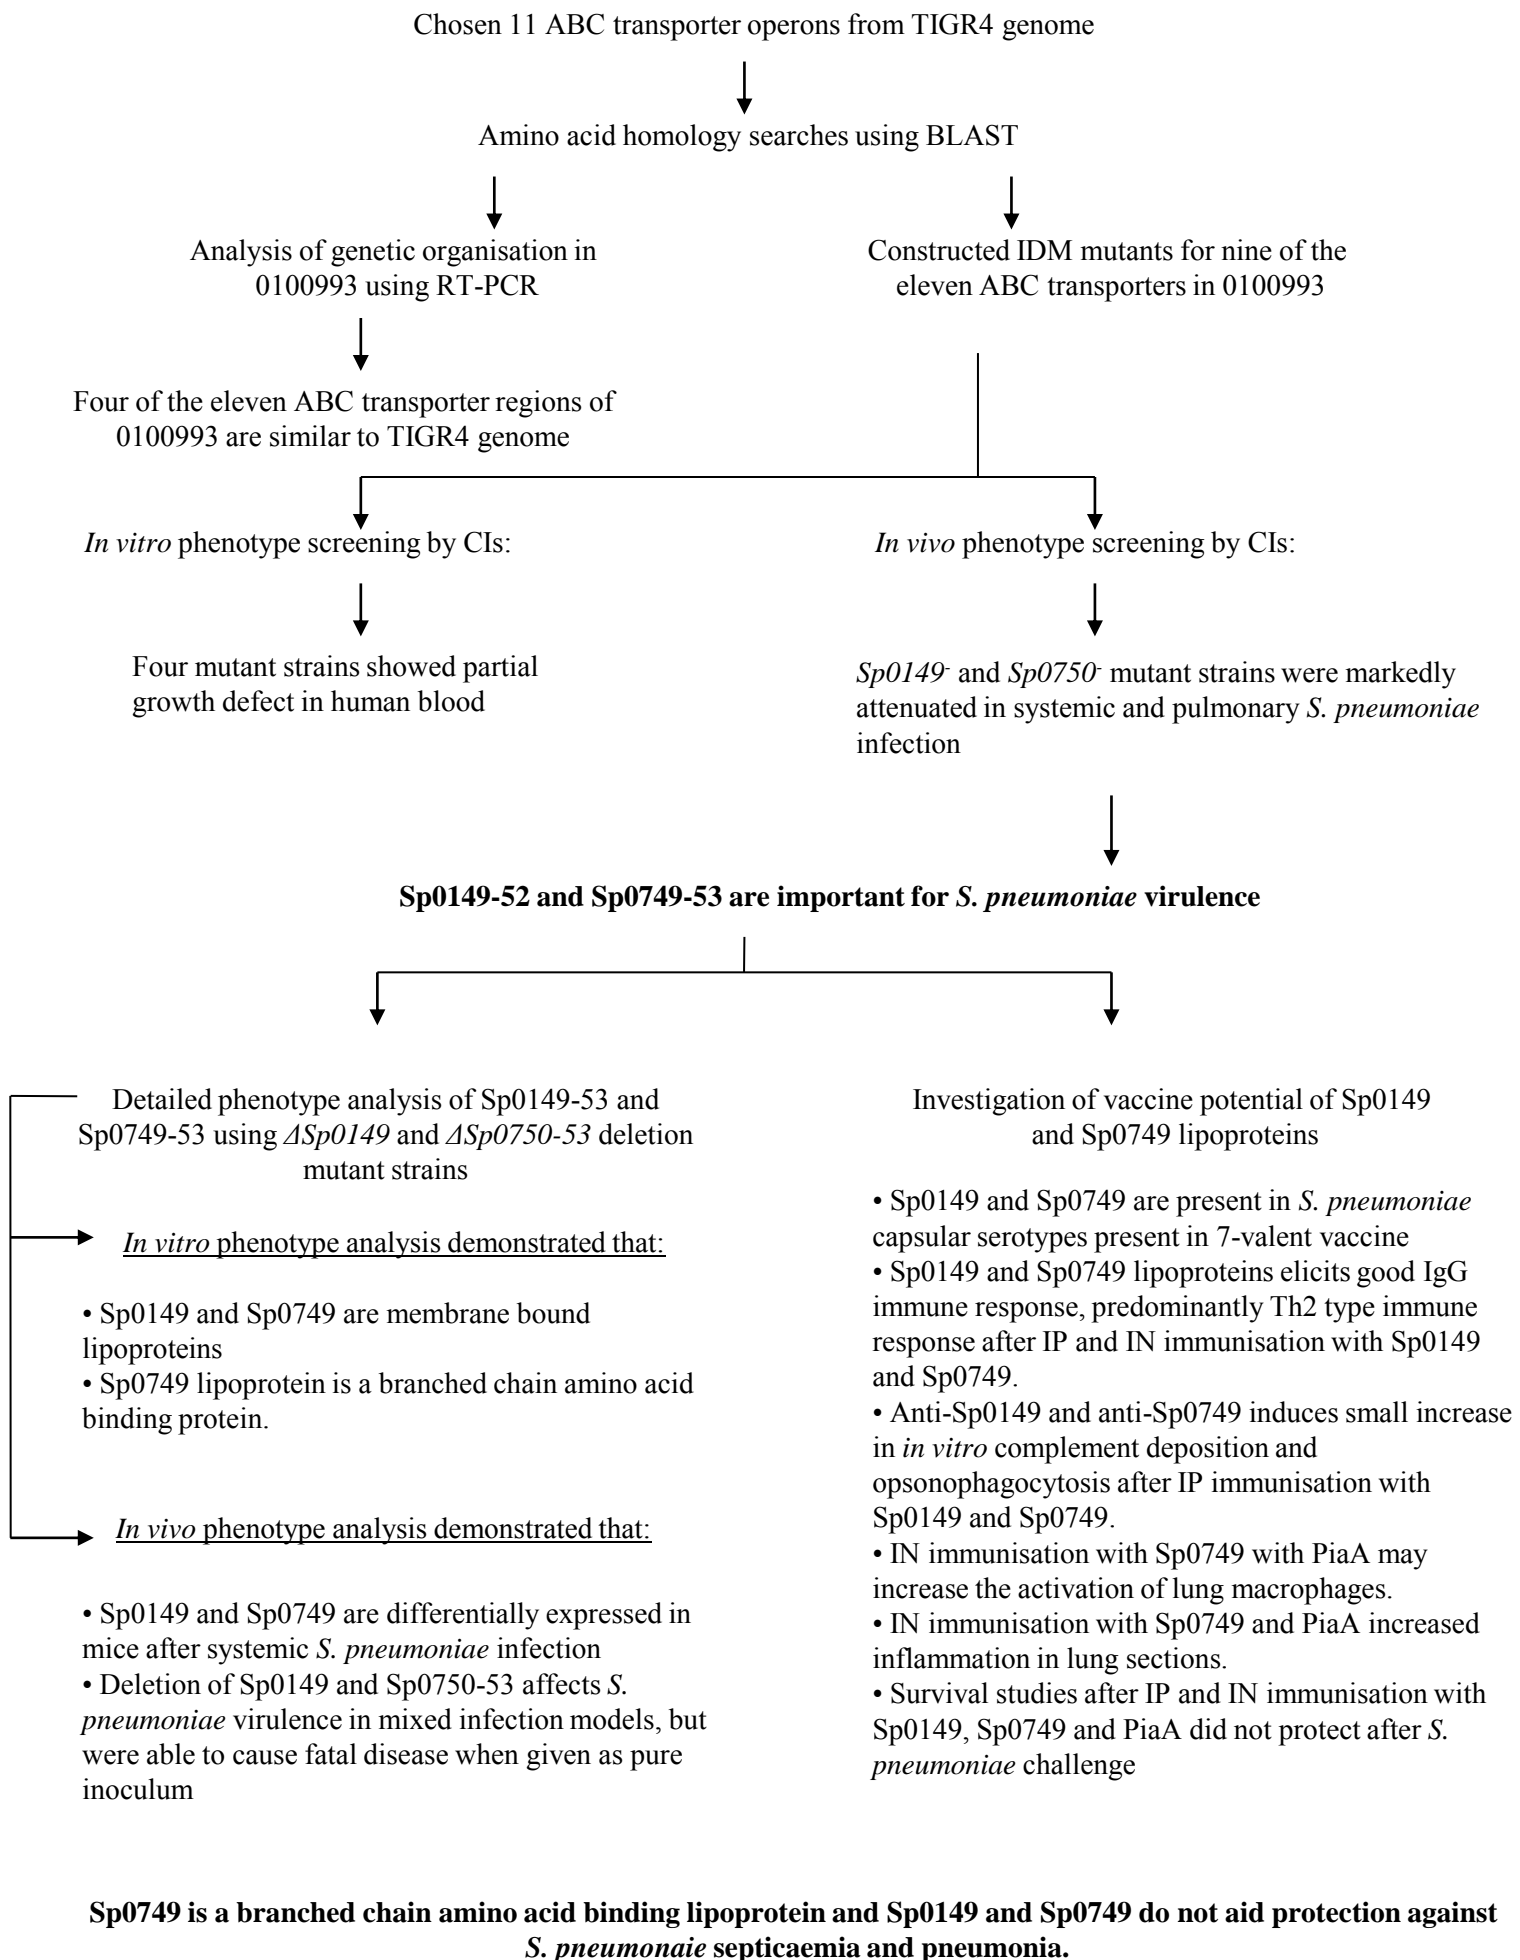 Chosen 11 ABC transporter operons from TIGR4 genome
Amino acid homology searches using BLAST
Analysis of genetic organisation in
0100993 using RT-PCR
Constructed IDM mutants for nine of the
eleven ABC transporters in 0100993
Four of the eleven ABC transporter regions of
0100993 are similar to TIGR4 genome
In vitro phenotype screening by CIs:
In vivo phenotype screening by CIs:
Four mutant strains showed partial
growth defect in human blood
Sp0149- and Sp0750- mutant strains were markedly
attenuated in systemic and pulmonary S. pneumoniae
infection
Sp0149-52 and Sp0749-53 are important for S. pneumoniae virulence
Detailed phenotype analysis of Sp0149-53 and
Sp0749-53 using ΔSp0149 and ΔSp0750-53 deletion
mutant strains
In vitro phenotype analysis demonstrated that:
• Sp0149 and Sp0749 are membrane bound
lipoproteins
• Sp0749 lipoprotein is a branched chain amino acid
binding protein.
In vivo phenotype analysis demonstrated that:
• Sp0149 and Sp0749 are differentially expressed in
mice after systemic S. pneumoniae infection
• Deletion of Sp0149 and Sp0750-53 affects S.
pneumoniae virulence in mixed infection models, but
were able to cause fatal disease when given as pure
inoculum
Investigation of vaccine potential of Sp0149
and Sp0749 lipoproteins
• Sp0149 and Sp0749 are present in S. pneumoniae
capsular serotypes present in 7-valent vaccine
• Sp0149 and Sp0749 lipoproteins elicits good IgG
immune response, predominantly Th2 type immune
response after IP and IN immunisation with Sp0149
and Sp0749.
• Anti-Sp0149 and anti-Sp0749 induces small increase
in in vitro complement deposition and
opsonophagocytosis after IP immunisation with
Sp0149 and Sp0749.
• IN immunisation with Sp0749 with PiaA may
increase the activation of lung macrophages.
• IN immunisation with Sp0749 and PiaA increased
inflammation in lung sections.
• Survival studies after IP and IN immunisation with
Sp0149, Sp0749 and PiaA did not protect after S.
pneumoniae challenge
Sp0749 is a branched chain amino acid binding lipoprotein and Sp0149 and Sp0749 do not aid protection against
S. pneumonaie septicaemia and pneumonia.